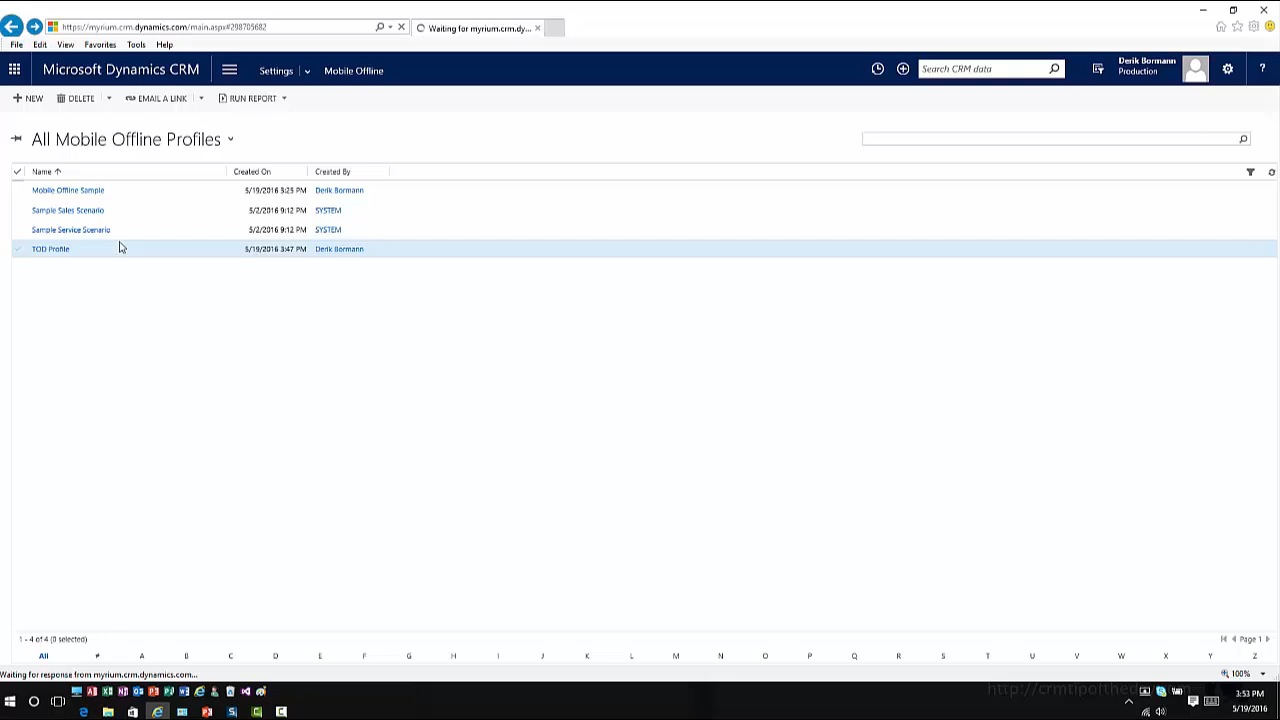 https://myrium.crm.dynamics.com/main.aspx#298705682
Waiting for myrium.crm.dy...
File Edit View Favorites Tools Help
Microsoft Dynamics CRM
Settings
Mobile Offline
Search CRM data
Derik Bormann
Production
?
NEW
DELETE
EMAIL A LINK
RUN REPORT
All Mobile Offline Profiles
Name Created On Created By
Mobile Offline Sample 5/19/2016 3:25 PM Derik Bormann
Sample Sales Scenario 5/2/2016 9:12 PM SYSTEM
Sample Service Scenario 5/2/2016 9:12 PM SYSTEM
TOD Profile 5/19/2016 3:47 PM Derik Bormann
1 - 4 of 4 (0 selected)
Page 1
All # A B C D E F G H I J K L M N O P Q R S T U V W X Y Z
Waiting for response from myrium.crm.dynamics.com...
100%
http://crmtipoftheday.com
3:53 PM
5/19/2016